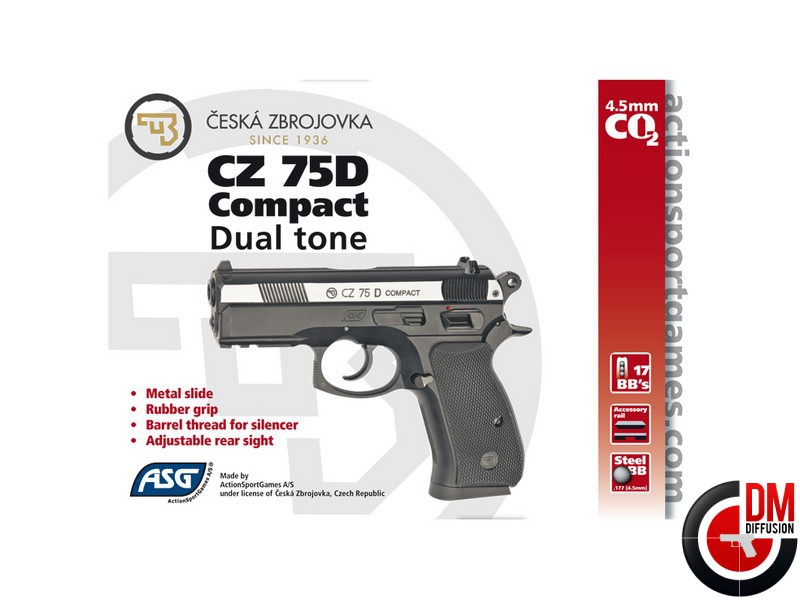 ČESKÁ ZBROJOVKA
SINCE 1936
CZ 75D
Compact
Dual tone
CZ 75 D COMPACT
ASG
• Metal slide
• Rubber grip
• Barrel thread for silencer
• Adjustable rear sight
ASG®
ActionSportGames A/S
Made by
ActionSportGames A/S
under license of Česká Zbrojovka, Czech Republic
4.5mm
CO2
actionsportgames.com
17
BB's
Accessory
rail
Steel
BB
.177 (4.5mm)
DM
DIFFUSION